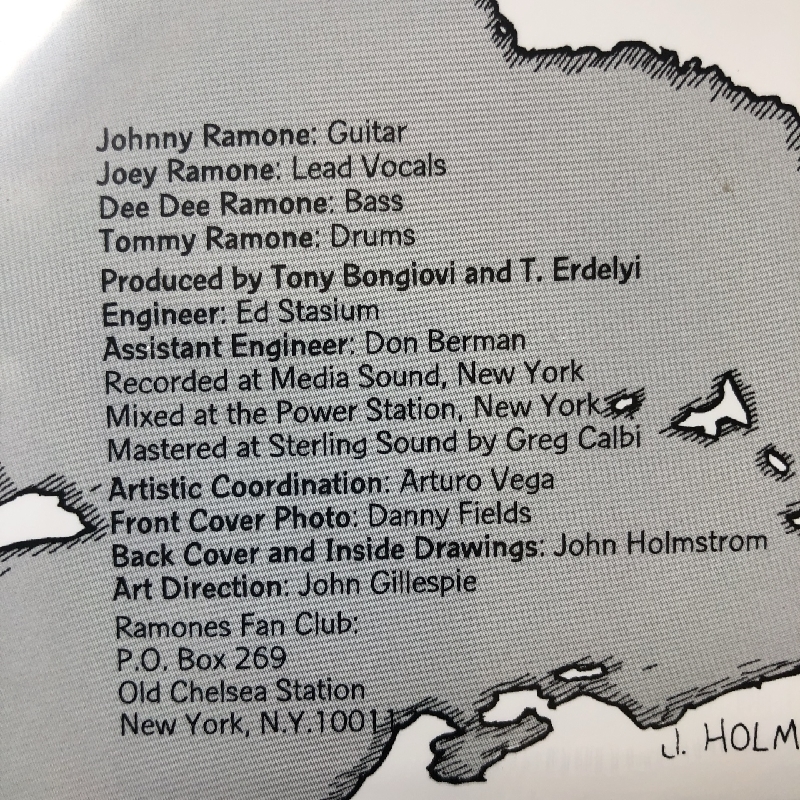 Johnny Ramone: Guitar
Joey Ramone: Lead Vocals
Dee Dee Ramone: Bass
Tommy Ramone: Drums
Produced by Tony Bongiovi and T. Erdelyi
Engineer: Ed Stasium
Assistant Engineer: Don Berman
Recorded at Media Sound, New York
Mixed at the Power Station, New York
Mastered at Sterling Sound by Greg Calbi
Artistic Coordination: Arturo Vega
Front Cover Photo: Danny Fields
Back Cover and Inside Drawings: John Holmstrom
Art Direction: John Gillespie
Ramones Fan Club:
P.O. Box 269
Old Chelsea Station
New York, N.Y.10011
J. HOLM